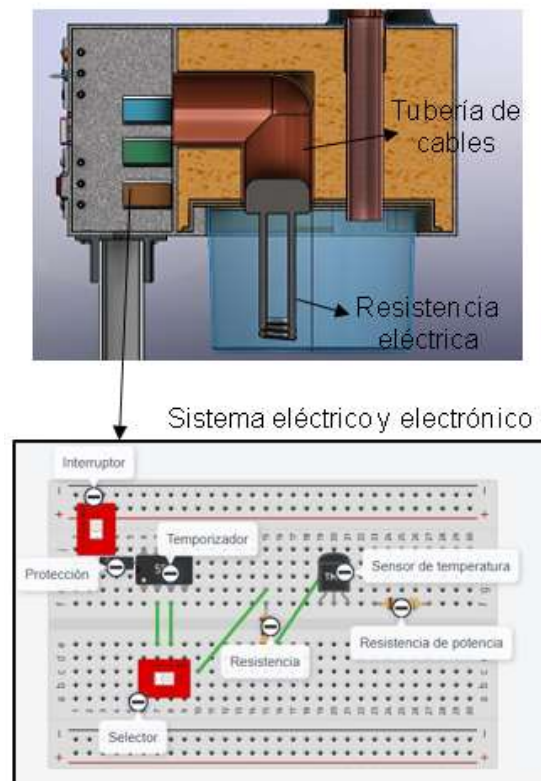 Tubería de
cables
Resistencia
eléctrica
Sistema eléctrico y electrónico
Interruptor
Temporizador
Protección
Sensor de temperatura
Resistencia
Resistencia de potencia
Selector